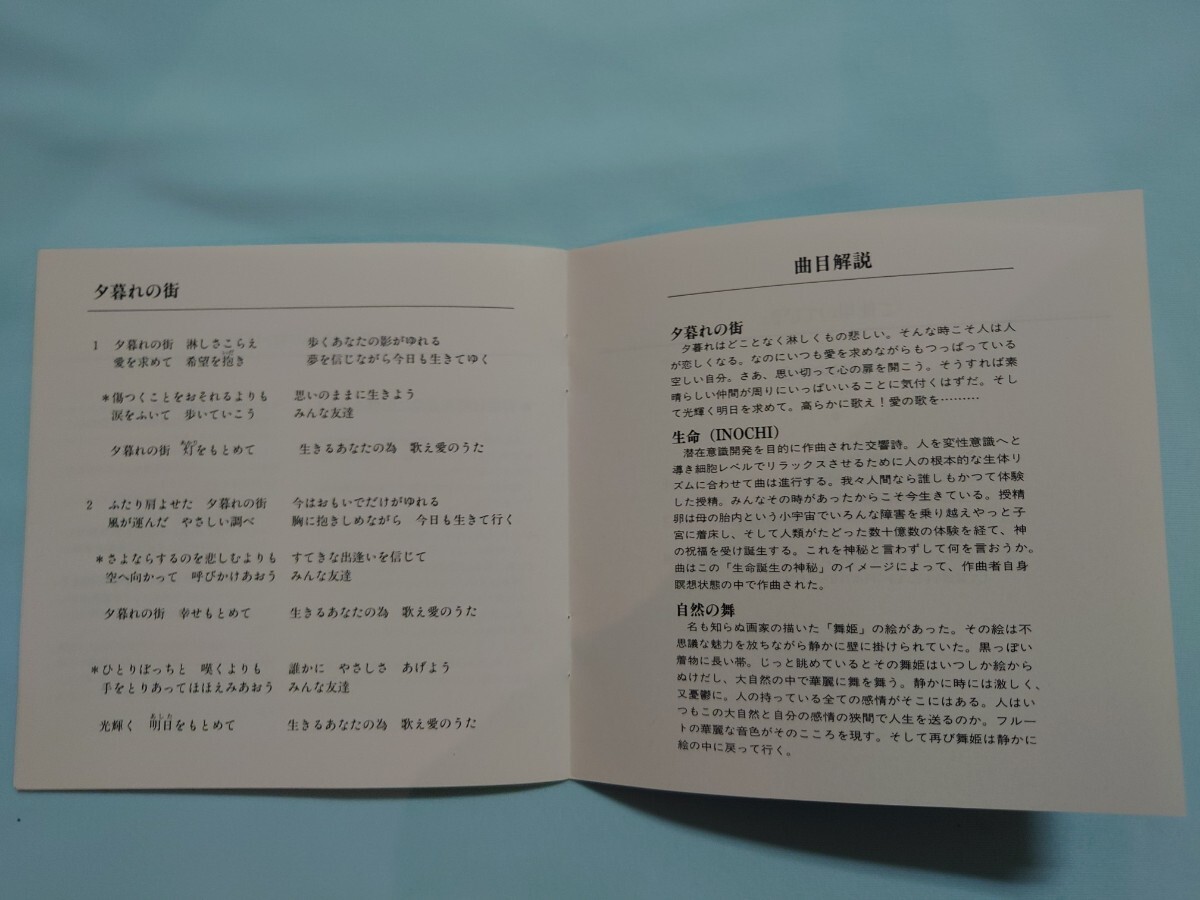 夕暮れの街
1 夕暮れの街 淋しさこらえ 歩くあなたの影がゆれる
愛を求めて 希望を抱き 夢を信じながら今日も生きてゆく
*傷つくことをおそれるよりも 思いのままに生きよう
涙をふいて 歩いていこう みんな友達
夕暮れの街 灯をもとめて 生きるあなたの為 歌え愛のうた
2 ふたり肩よせた 夕暮れの街 今はおもいでだけがゆれる
風が運んだ やさしい調べ 胸に抱きしめながら 今日も生きて行く
*さよならするのを悲しむよりも すてきな出逢いを信じて
空へ向かって 呼びかけあおう みんな友達
夕暮れの街 幸せもとめて 生きるあなたの為 歌え愛のうた
*ひとりぼっちと 嘆くよりも 誰かに やさしさ あげよう
手をとりあってほほえみあおう みんな友達
光輝く 明日をもとめて 生きるあなたの為 歌え愛のうた
曲目解説
夕暮れの街
夕暮れはどことなく淋しくもの悲しい。そんな時こそ人は人
が恋しくなる。なのにいつも愛を求めながらもつっぱっている
空しい自分。さあ、思い切って心の扉を開こう。そうすれば素
晴らしい仲間が周りにいっぱいいることに気付くはずだ。そし
て光輝く明日を求めて。高らかに歌え！愛の歌を………
生命（INOCHI）
潜在意識開発を目的に作曲された交響詩。人を変性意識へと
導き細胞レベルでリラックスさせるために人の根本的な生体リ
ズムに合わせて曲は進行する。我々人間なら誰しもかつて体験
した授精。みんなその時があったからこそ今生きている。授精
卵は母の胎内という小宇宙でいろんな障害を乗り越えやっと子
宮に着床し、そして人類がたどった数十億数の体験を経て、神
の祝福を受け誕生する。これを神秘と言わずして何を言おうか。
曲はこの「生命誕生の神秘」のイメージによって、作曲者自身
瞑想状態の中で作曲された。
自然の舞
名も知らぬ画家の描いた「舞姫」の絵があった。その絵は不
思議な魅力を放ちながら静かに壁に掛けられていた。黒っぽい
着物に長い帯。じっと眺めているとその舞姫はいつしか絵から
ぬけだし、大自然の中で華麗に舞を舞う。静かに時には激しく、
又憂鬱に。人の持っている全ての感情がそこにはある。人はい
つもこの大自然と自分の感情の狭間で人生を送るのか。フルー
トの華麗な音色がそのこころを現す。そして再び舞姫は静かに
絵の中に戻って行く。